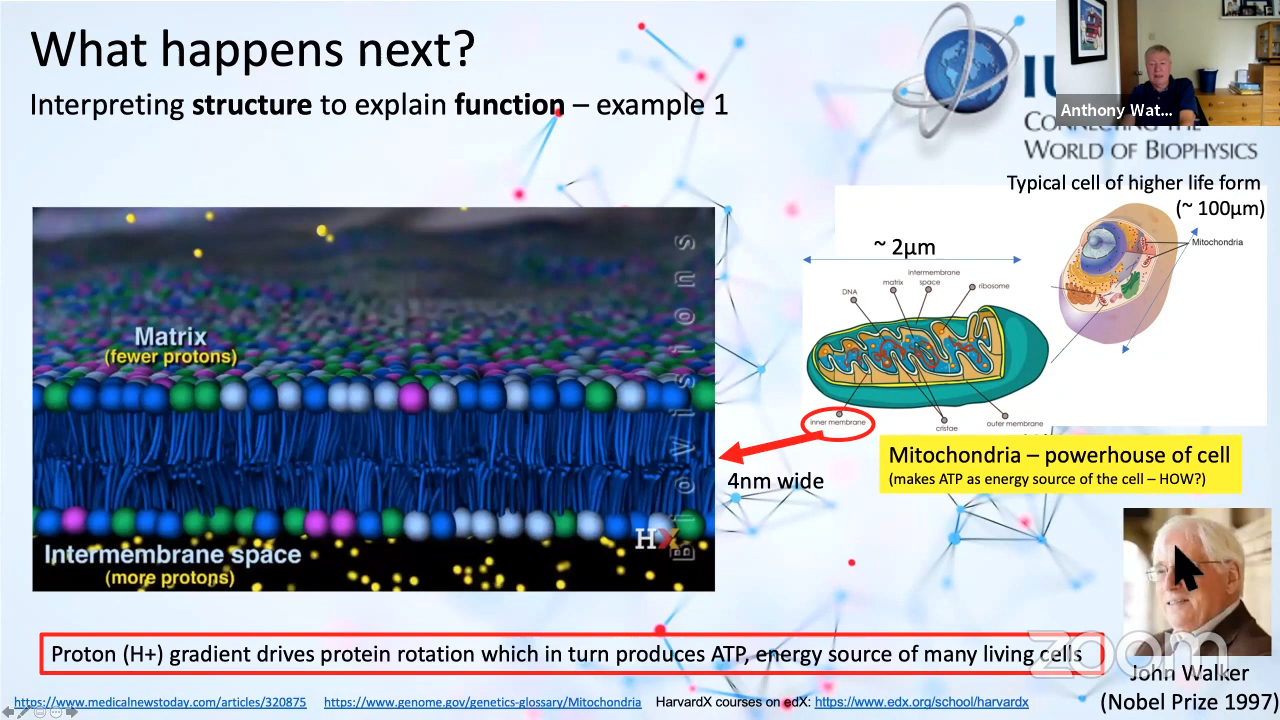 What happens next?
Interpreting structure to explain function – example 1
Anthony Wat...
CONNECTING THE
WORLD OF BIOPHYSICS
Typical cell of higher life form
(~ 100µm)
Mitochondria
~ 2µm
intermembrane
space
matrix
ribosome
DNA
inner membrane
cristae
outer membrane
Matrix
(fewer protons)
BioVisions
4nm wide
Mitochondria – powerhouse of cell
(makes ATP as energy source of the cell – HOW?)
HX
Intermembrane space
(more protons)
Proton (H+) gradient drives protein rotation which in turn produces ATP, energy source of many living cells
zoom
John Walker
(Nobel Prize 1997)
https://www.medicalnewstoday.com/articles/320875 https://www.genome.gov/genetics-glossary/Mitochondria HarvardX courses on edX: https://www.edx.org/school/harvardx